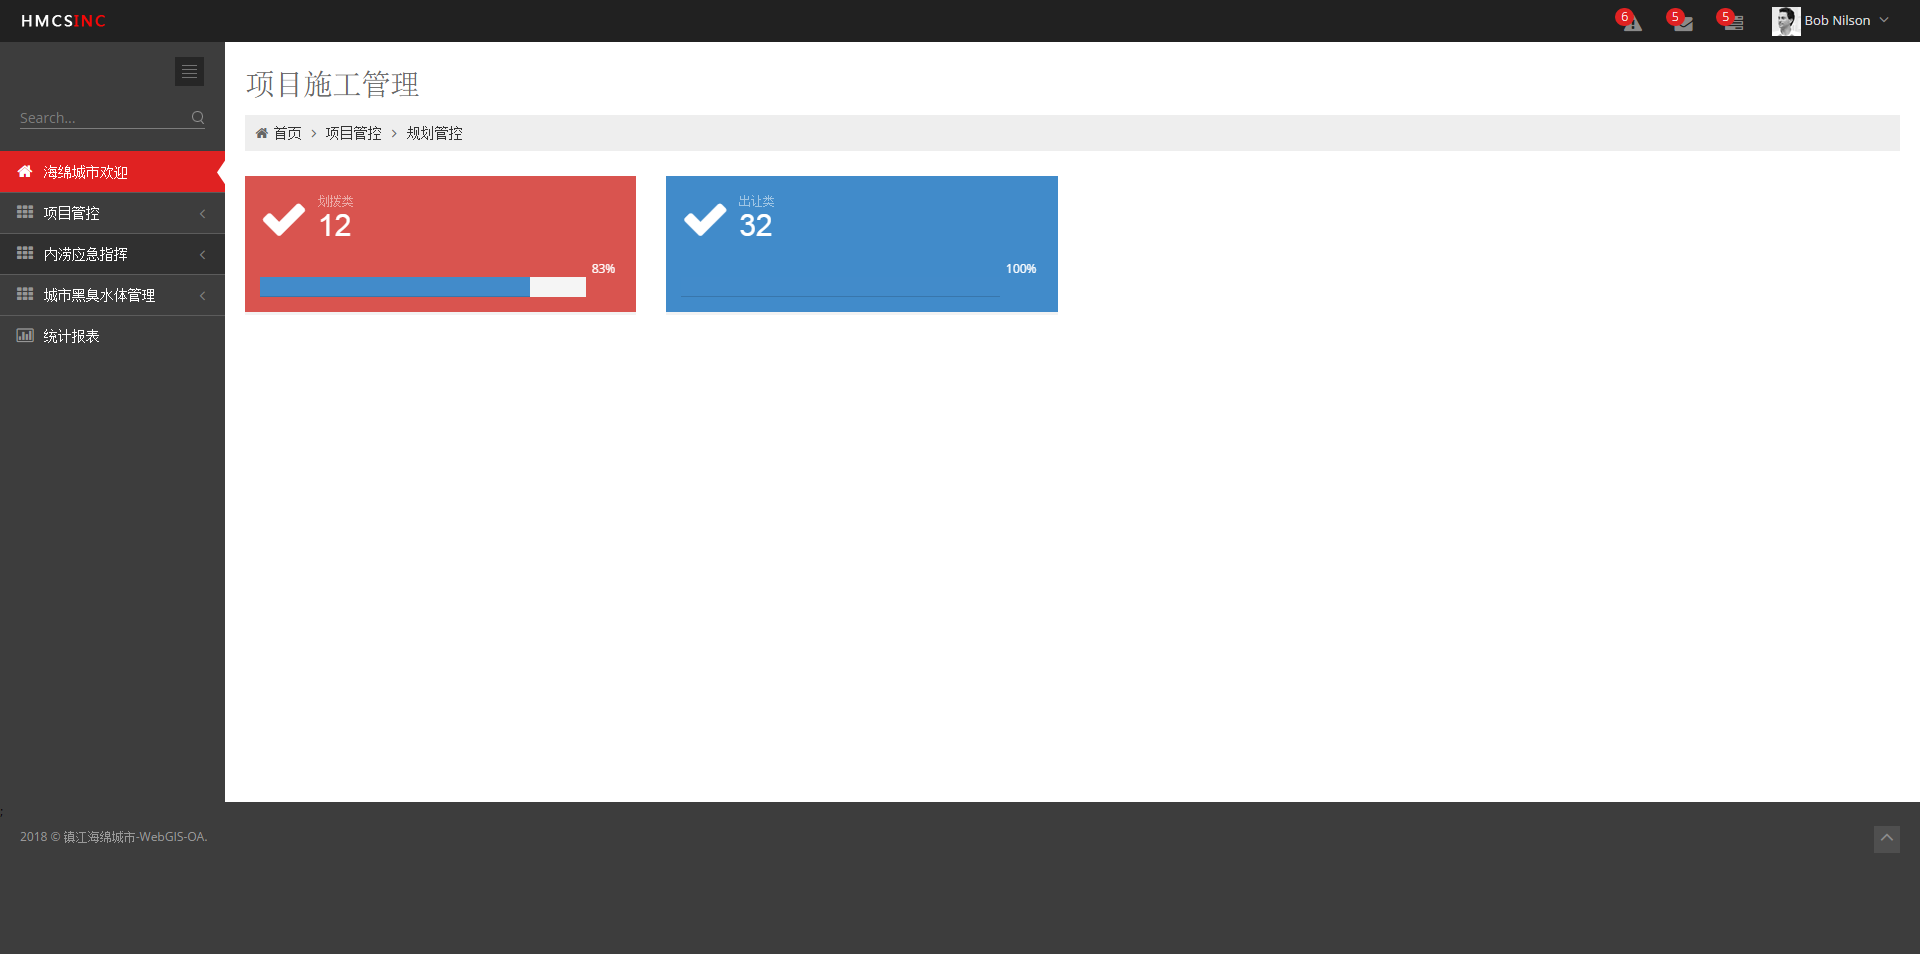 HMCSINC
6
5
5
Bob Nilson
Search...
海绵城市欢迎
项目管控
内涝应急指挥
城市黑臭水体管理
统计报表
项目施工管理
首页 > 项目管控 > 规划管控
划拨类
12
83%
出让类
32
100%
;
2018 © 镇江海绵城市-WebGIS-OA.